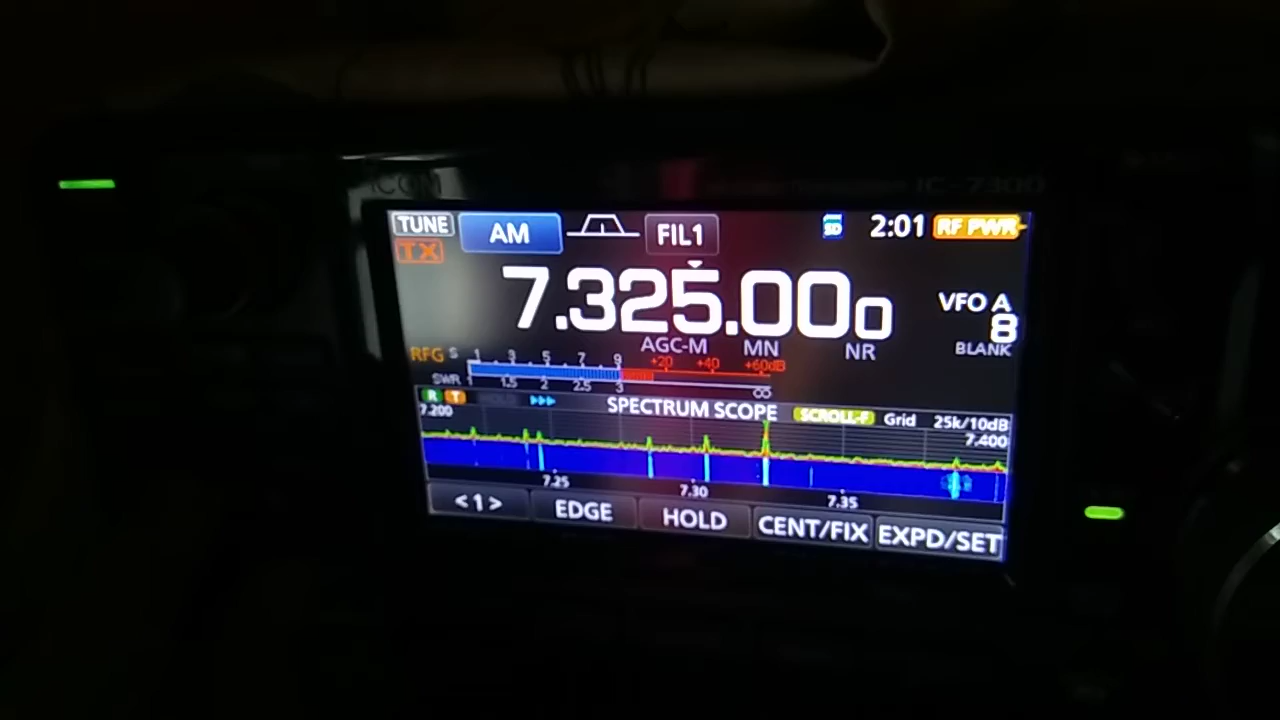 ICOM IC-7300
TUNE AM FIL1 SD 2:01 RF PWR
TX
7.325.000
VFO A
8
AGC-M MN NR BLANK
RFG S 1 3 5 7 9 +20 +40 +60dB
SWR 1 1.5 2 2.5 3 ∞
R T HOLD SPECTRUM SCOPE SCROLL-F Grid 25k/10dB
7.200 7.400
7.25 7.30 7.35
<1> EDGE HOLD CENT/FIX EXPD/SET